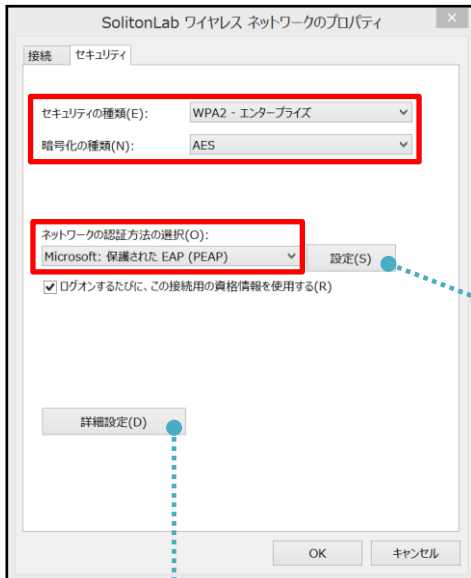 SolitonLab ワイヤレス ネットワークのプロパティ
接続 セキュリティ
セキュリティの種類(E): WPA2 - エンタープライズ
暗号化の種類(N): AES
ネットワークの認証方法の選択(O):
Microsoft: 保護された EAP (PEAP) 設定(S)
ログオンするたびに、この接続用の資格情報を使用する(R)
詳細設定(D)
OK キャンセル